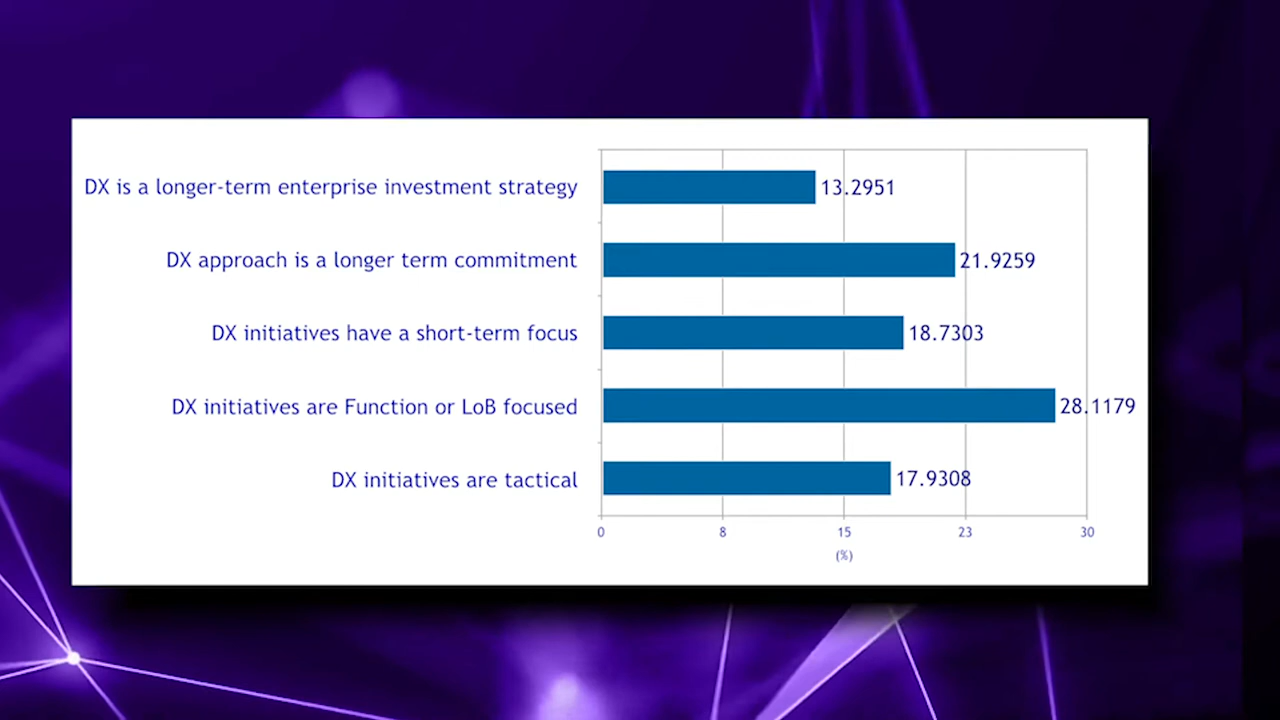 DX is a longer-term enterprise investment strategy
13.2951
DX approach is a longer term commitment
21.9259
DX initiatives have a short-term focus
18.7303
DX initiatives are Function or LoB focused
28.1179
DX initiatives are tactical
17.9308
0 8 15 23 30
(%)